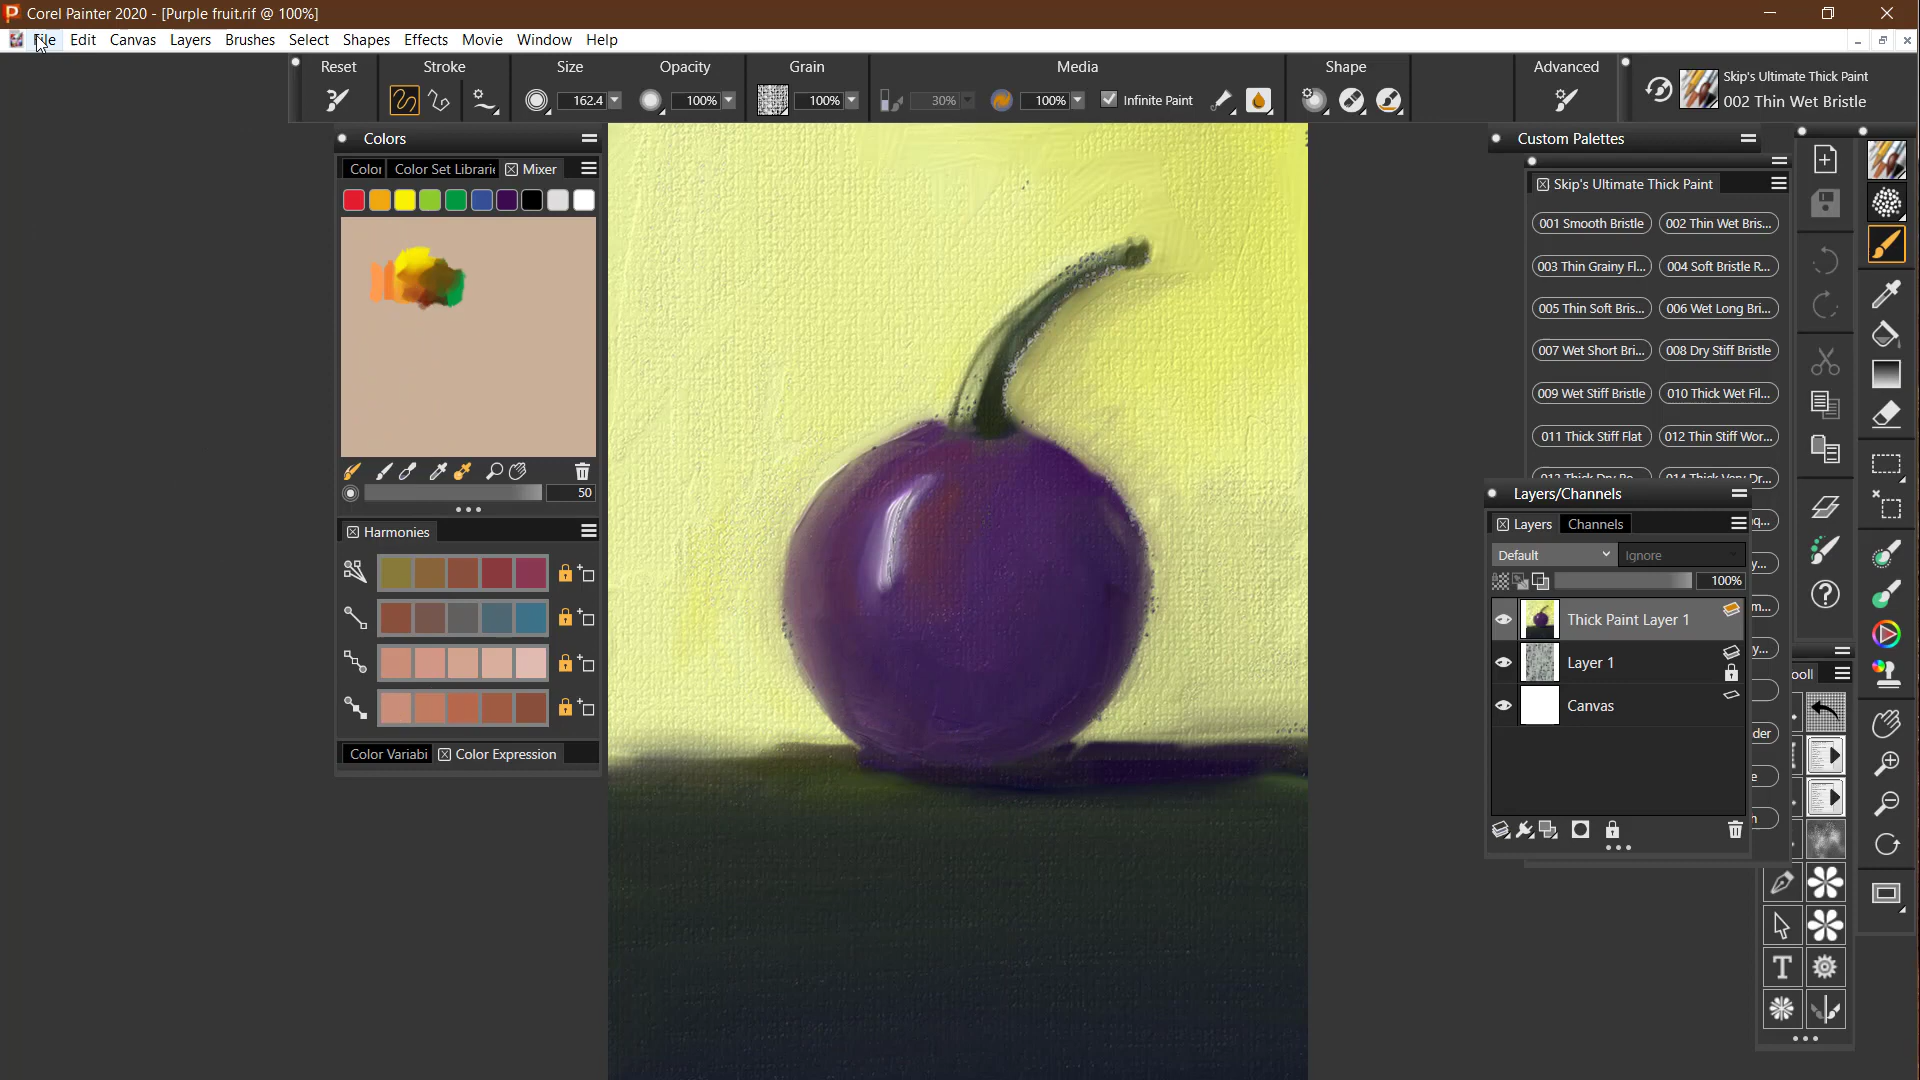 Corel Painter 2020 - [Purple fruit.rif @ 100%]
File Edit Canvas Layers Brushes Select Shapes Effects Movie Window Help
Reset Stroke Size Opacity Grain Media Shape Advanced
162.4 100% 100% 30% 100% Infinite Paint
Skip's Ultimate Thick Paint
002 Thin Wet Bristle
Colors
Color Color Set Librarie Mixer
50
Harmonies
Color Variabi Color Expression
Custom Palettes
Skip's Ultimate Thick Paint
001 Smooth Bristle 002 Thin Wet Bris...
003 Thin Grainy Fl... 004 Soft Bristle R...
005 Thin Soft Bris... 006 Wet Long Bri...
007 Wet Short Bri... 008 Dry Stiff Bristle
009 Wet Stiff Bristle 010 Thick Wet Fil...
011 Thick Stiff Flat 012 Thin Stiff Wor...
Layers/Channels
Layers Channels
Default Ignore
100%
Thick Paint Layer 1
Layer 1
Canvas
T